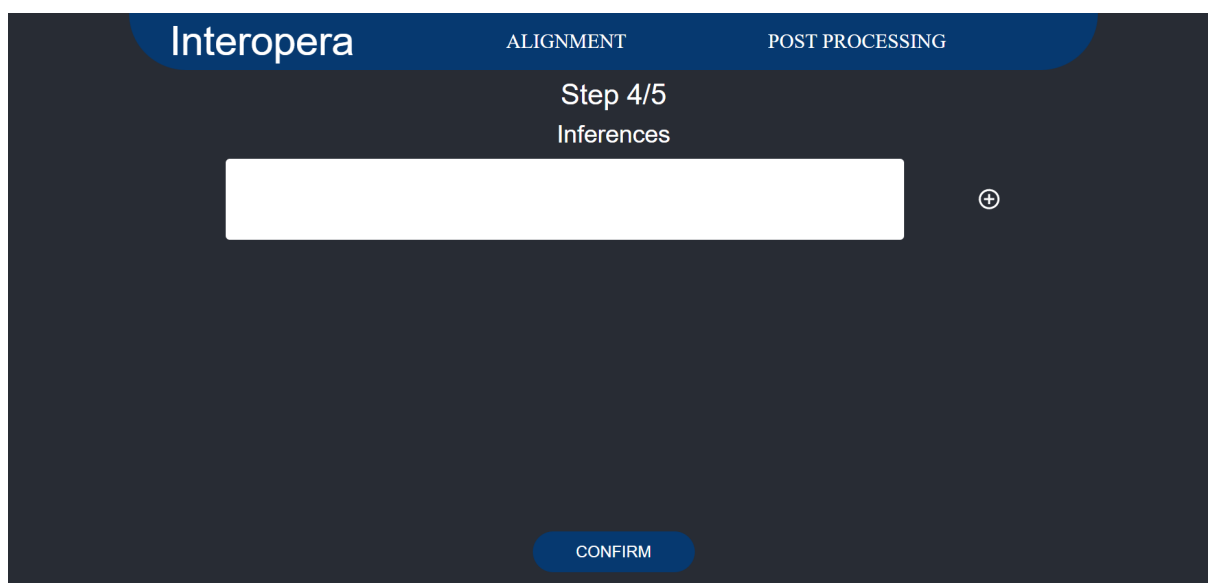 Interopera ALIGNMENT POST PROCESSING
Step 4/5
Inferences
CONFIRM